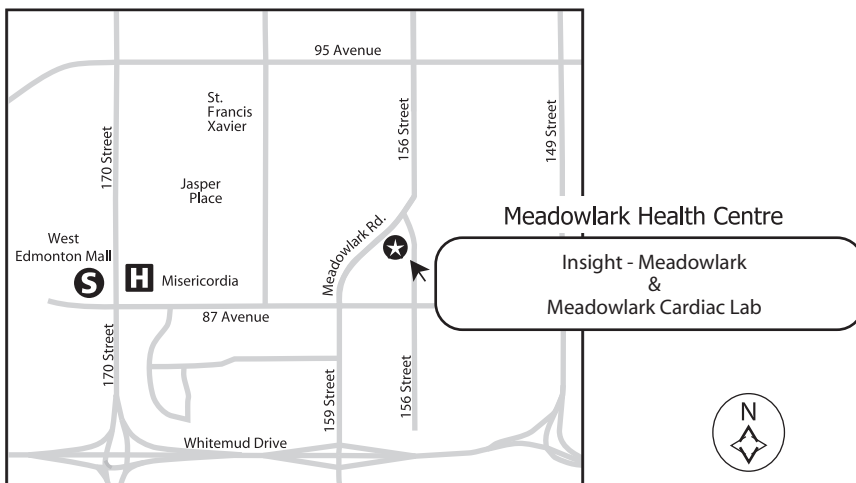 95 Avenue
St.
Francis
Xavier
170 Street
156 Street
149 Street
Jasper
Place
Meadowlark Rd.
Meadowlark Health Centre
West
Edmonton Mall
S
H
Misericordia
Insight - Meadowlark
&
Meadowlark Cardiac Lab
87 Avenue
170 Street
159 Street
156 Street
Whitemud Drive
N